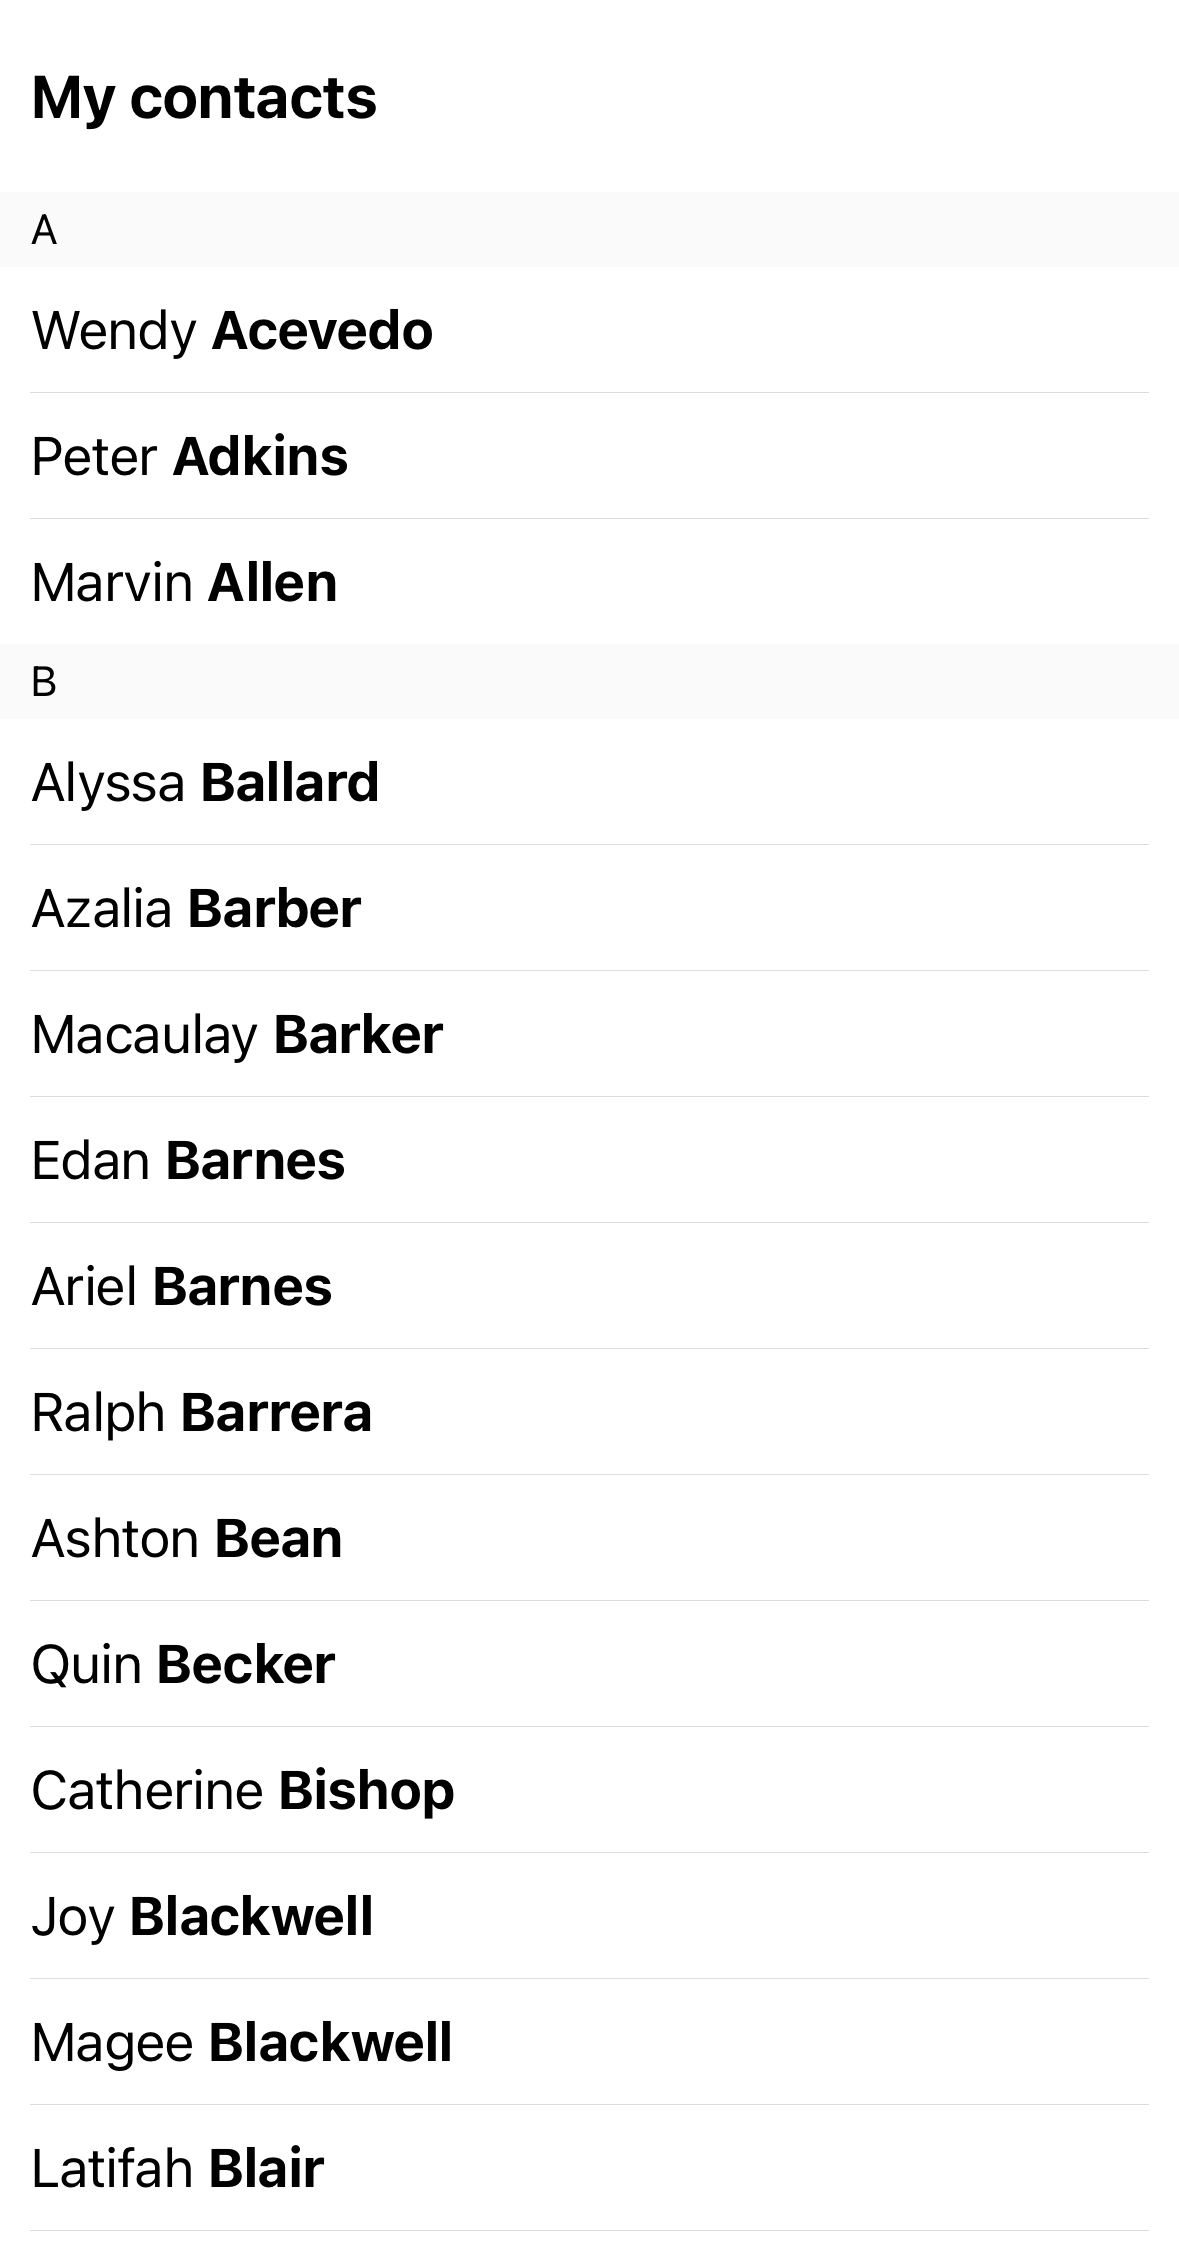 My contacts
A
Wendy Acevedo
Peter Adkins
Marvin Allen
B
Alyssa Ballard
Azalia Barber
Macaulay Barker
Edan Barnes
Ariel Barnes
Ralph Barrera
Ashton Bean
Quin Becker
Catherine Bishop
Joy Blackwell
Magee Blackwell
Latifah Blair